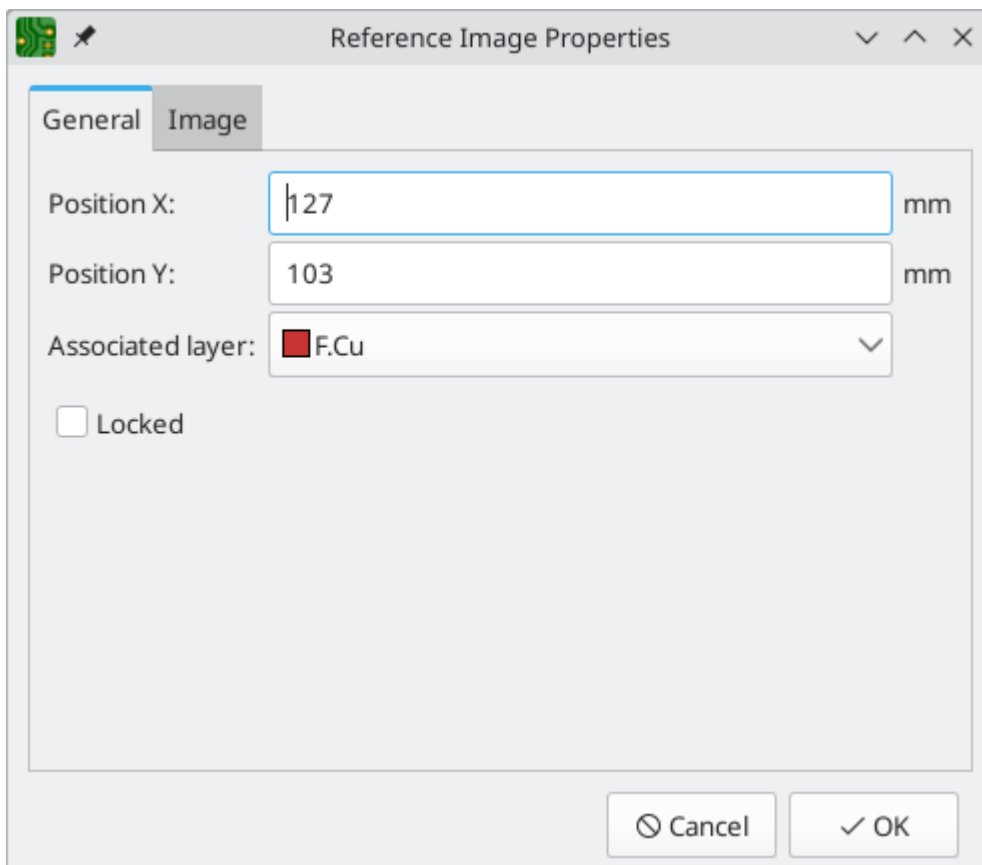 Reference Image Properties
General Image
Position X: 127 mm
Position Y: 103 mm
Associated layer: F.Cu
Locked
Cancel OK